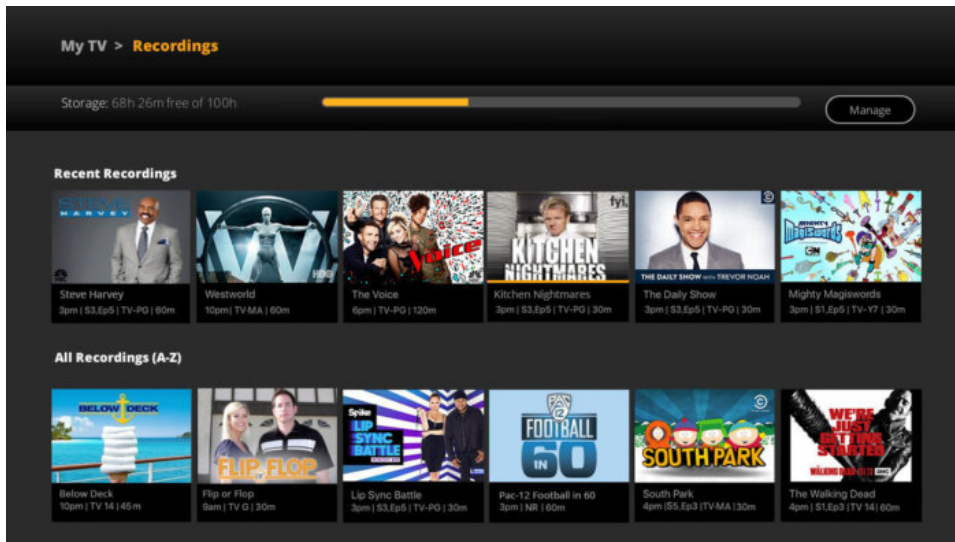 My TV > Recordings
Storage: 68h 26m free of 100h
Manage
Recent Recordings
STEVE
HARVEY
HBO
Voice
fyi.
KITCHEN
NIGHTMARES
THE DAILY SHOW WITH TREVOR NOAH
MIGHTY
MagiSwords
CN
Steve Harvey
3pm | S3,Ep5 | TV-PG | 60m
Westworld
10pm| TV-MA | 60m
The Voice
6pm | TV-PG | 120m
Kitchen Nightmares
3pm | S3,Ep5 | TV-PG | 30m
The Daily Show
3pm | S3,Ep5 | TV-PG | 30m
Mighty Magiswords
3pm | S1,Ep5 | TV-Y7 | 30m
All Recordings (A-Z)
BELOW DECK
FLIP OR FLOP
Spike
LIP
SYNC
BATTLE
PAC
12
FOOTBALL
IN 60
SOUTH PARK
WE'RE
JUST
GETTING
STARTED
WALKING DEAD
AMC
Below Deck
10pm | TV 14 | 45m
Flip or Flop
9am | TV G | 30m
Lip Sync Battle
3pm | S3,Ep5 | TV-PG | 30m
Pac-12 Football in 60
3pm | NR | 60m
South Park
4pm |S5,Ep3 |TV-MA |30m
The Walking Dead
4pm | S1,Ep3 |TV 14| 60m